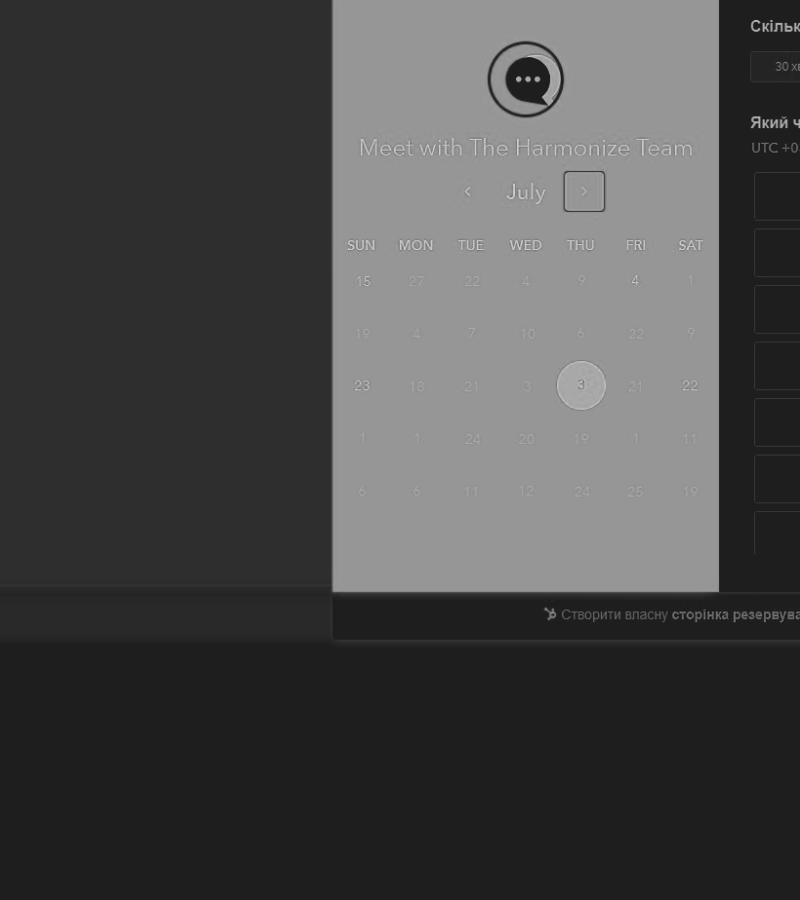 Meet with The Harmonize Team
July
SUN MON TUE WED THU FRI SAT
15 27 22 4 9 4 1
19 4 7 10 6 22 9
23 18 21 3 3 21 22
1 1 24 20 19 1 11
6 6 11 12 24 25 19
Скільк
30 хв
Який ч
UTC +0
Створити власну сторінка резервува